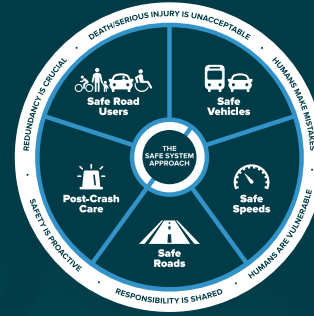 DEATH/SERIOUS INJURY IS UNACCEPTABLE
HUMANS MAKE MISTAKES
HUMANS ARE VULNERABLE
RESPONSIBILITY IS SHARED
SAFETY IS PROACTIVE
REDUNDANCY IS CRUCIAL
Safe Road
Users
Safe
Vehicles
THE
SAFE SYSTEM
APPROACH
Post-Crash
Care
Safe
Speeds
Safe
Roads